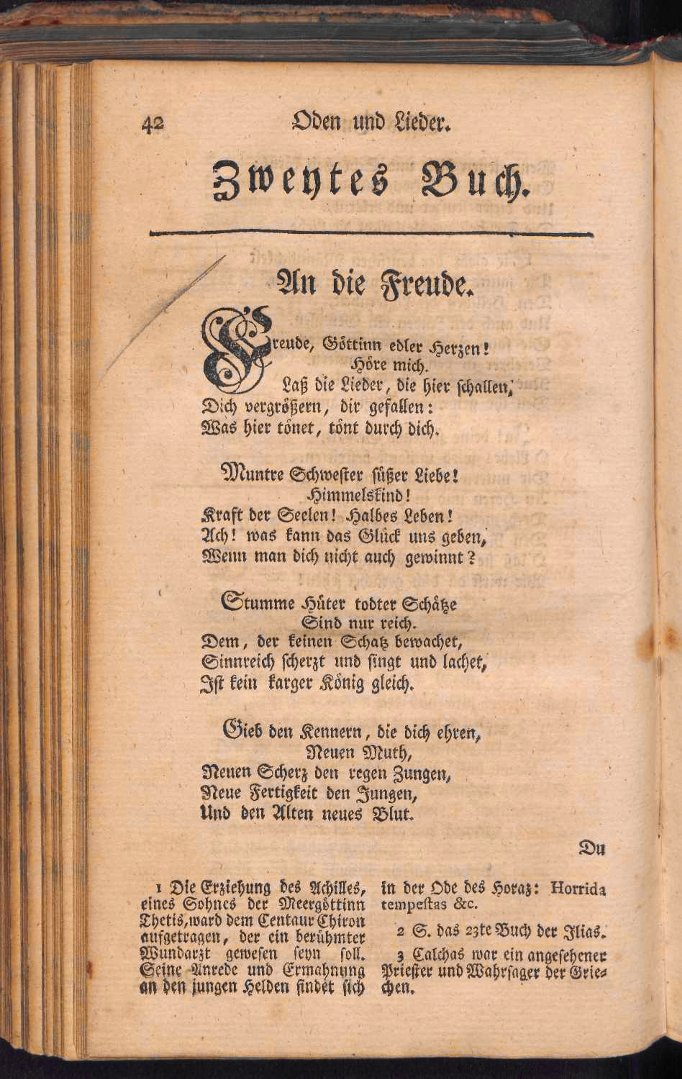 42
Oden und Lieder.
Zweytes Buch.
An die Freude.
Freude, Göttinn edler Herzen!
Höre mich.
Laß die Lieder, die hier schallen,
Dich vergrößern, dir gefallen:
Was hier tönet, tönt durch dich.
Muntre Schwester süßer Liebe!
Himmelskind!
Kraft der Seelen! Halbes Leben!
Ach! was kann das Glück uns geben,
Wenn man dich nicht auch gewinnt?
Stumme Hüter todter Schätze
Sind nur reich.
Dem, der keinen Schatz bewachet,
Sinnreich scherzt und singt und lachet,
Ist kein karger König gleich.
Gieb den Kennern, die dich ehren,
Neuen Muth,
Neuen Scherz den regen Zungen,
Neue Fertigkeit den Jungen,
Und den Alten neues Blut.
Du
1 Die Erziehung des Achilles,
eines Sohnes der Meergöttinn
Thetis, ward dem Centaur Chiron
aufgetragen, der ein berühmter
Wundarzt gewesen seyn soll.
Seine Anrede und Ermahnung
an den jungen Helden findet sich
in der Ode des Horaz: Horrida
tempestas &c.
2 S. das 23te Buch der Ilias.
3 Calchas war ein angesehener
Priester und Wahrsager der Grie-
chen.